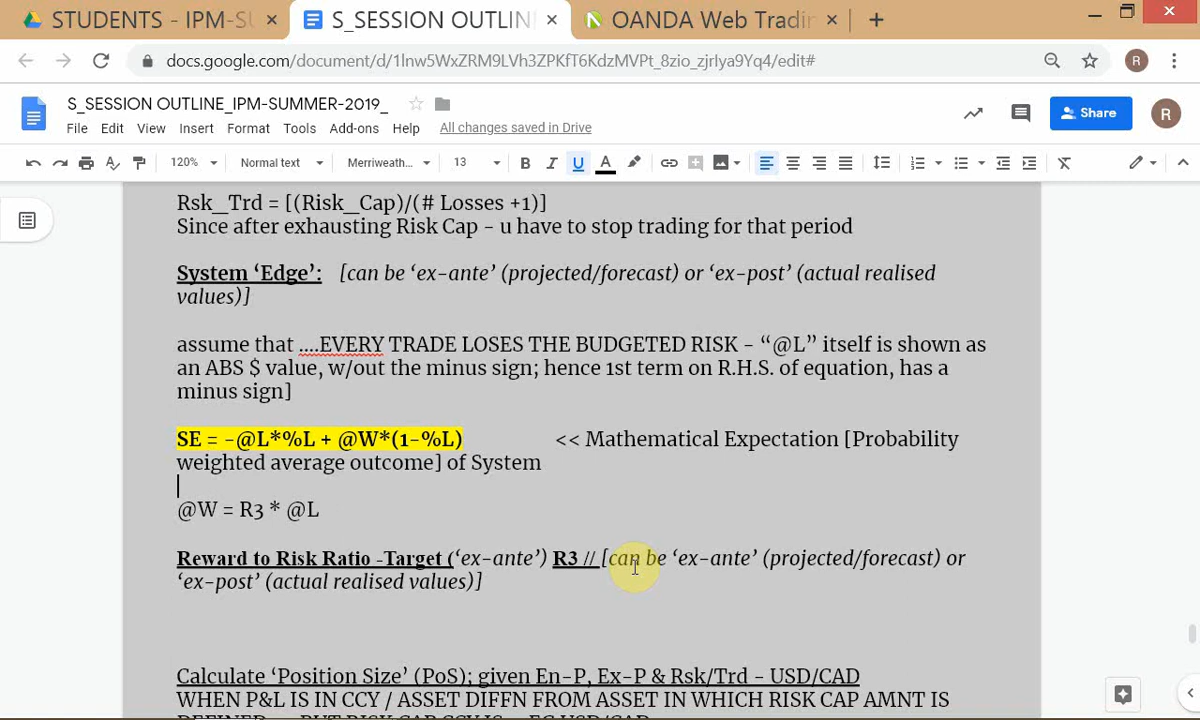 STUDENTS - IPM-SU
S_SESSION OUTLIN
OANDA Web Tradin
docs.google.com/document/d/1lnw5WxZRM9LVh3ZPKfT6KdzMVPt_8zio_zjrIya9Yq4/edit#
R
S_SESSION OUTLINE_IPM-SUMMER-2019_
File Edit View Insert Format Tools Add-ons Help All changes saved in Drive
Share
R
120% Normal text Merriweath... 13 B I U A
Rsk_Trd = [(Risk_Cap)/(# Losses +1)]
Since after exhausting Risk Cap - u have to stop trading for that period
System ‘Edge’: [can be ‘ex-ante’ (projected/forecast) or ‘ex-post’ (actual realised
values)]
assume that ....EVERY TRADE LOSES THE BUDGETED RISK - “@L” itself is shown as
an ABS $ value, w/out the minus sign; hence 1st term on R.H.S. of equation, has a
minus sign]
SE = -@L*%L + @W*(1-%L) << Mathematical Expectation [Probability
weighted average outcome] of System
@W = R3 * @L
Reward to Risk Ratio -Target (‘ex-ante’) R3 // [can be ‘ex-ante’ (projected/forecast) or
‘ex-post’ (actual realised values)]
Calculate ‘Position Size’ (PoS); given En-P, Ex-P & Rsk/Trd - USD/CAD
WHEN P&L IS IN CCY / ASSET DIFFN FROM ASSET IN WHICH RISK CAP AMNT IS